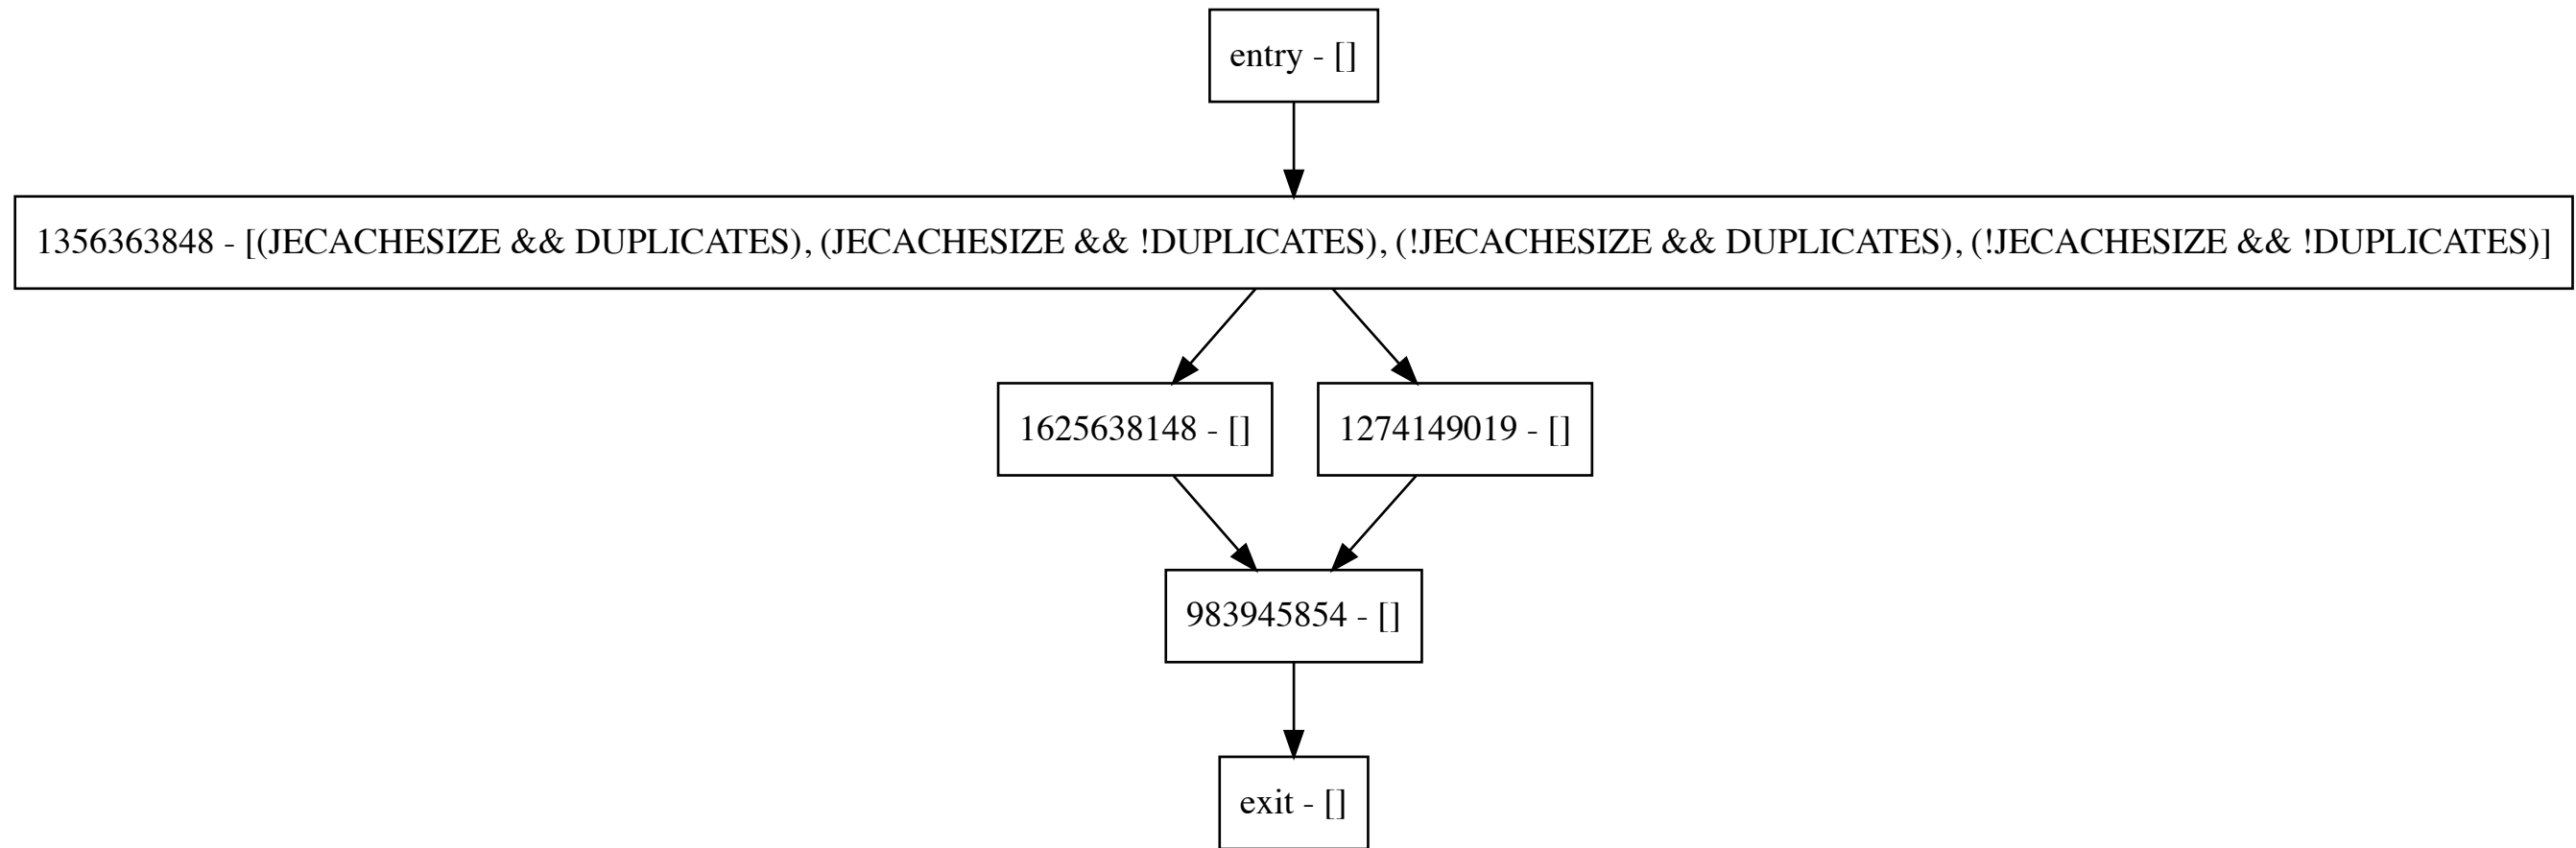 entry - []
1356363848 - [(JECACHESIZE && DUPLICATES), (JECACHESIZE && !DUPLICATES), (!JECACHESIZE && DUPLICATES), (!JECACHESIZE && !DUPLICATES)]
1625638148 - []
1274149019 - []
983945854 - []
exit - []